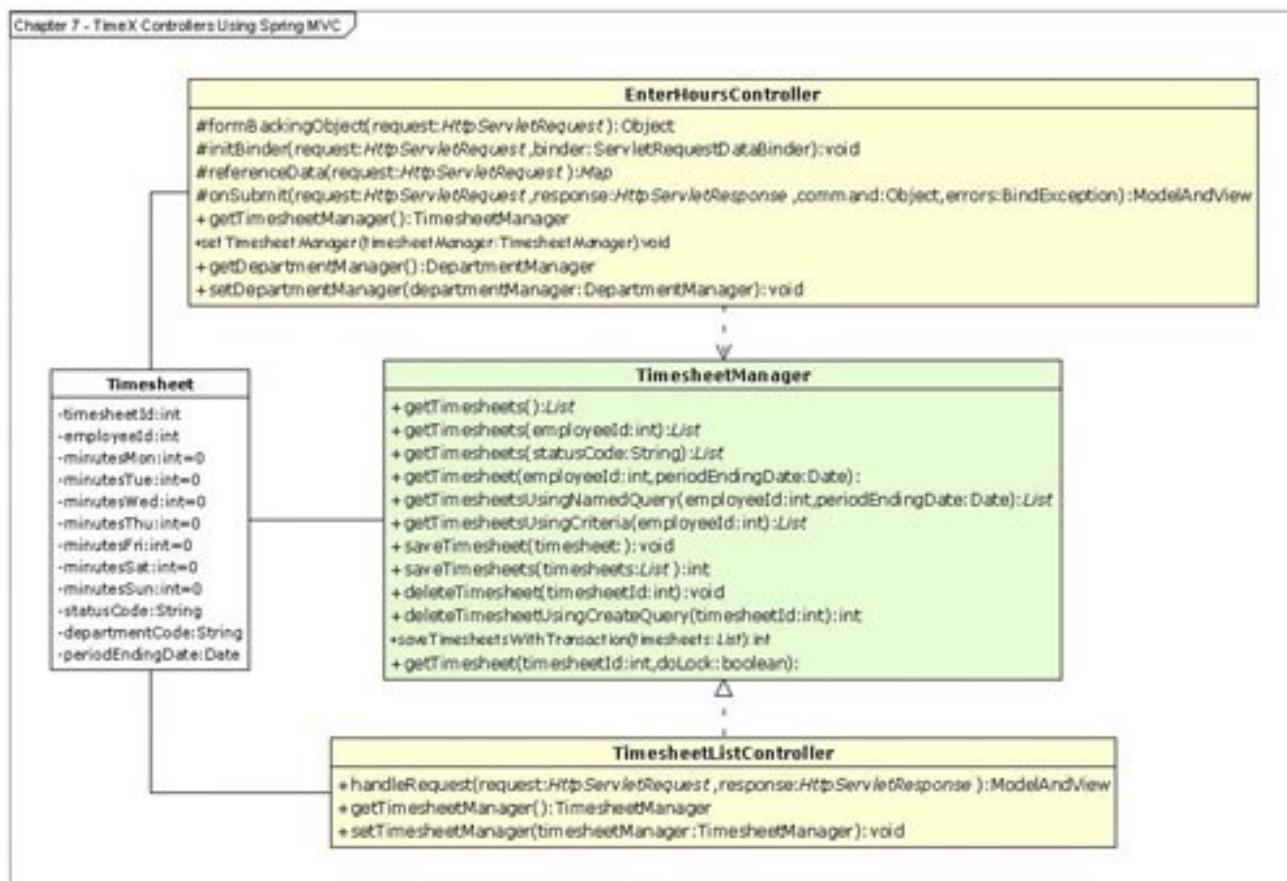 Chapter 7 - TimeX Controllers Using Spring MVC
EnterHoursController
#formBackingObject(request:HttpServletRequest):Object
#initBinder(request:HttpServletRequest,binder:ServletRequestDataBinder):void
#referenceData(request:HttpServletRequest):Map
#onSubmit(request:HttpServletRequest,response:HttpServletResponse,command:Object,errors:BindException):ModelAndView
+getTimesheetManager():TimesheetManager
+setTimesheetManager(timesheetManager:TimesheetManager):void
+getDepartmentManager():DepartmentManager
+setDepartmentManager(departmentManager:DepartmentManager):void
Timesheet
-timesheetId:int
-employeeId:int
-minutesMon:int=0
-minutesTue:int=0
-minutesWed:int=0
-minutesThu:int=0
-minutesFri:int=0
-minutesSat:int=0
-minutesSun:int=0
-statusCode:String
-departmentCode:String
-periodEndingDate:Date
TimesheetManager
+getTimesheets():List
+getTimesheets(employeeId:int):List
+getTimesheets(statusCode:String):List
+getTimesheet(employeeId:int,periodEndingDate:Date):
+getTimesheetsUsingNamedQuery(employeeId:int,periodEndingDate:Date):List
+getTimesheetsUsingCriteria(employeeId:int):List
+saveTimesheet(timesheet:):void
+saveTimesheets(timesheets:List):int
+deleteTimesheet(timesheetId:int):void
+deleteTimesheetUsingCreateQuery(timesheetId:int):int
+saveTimesheetsWithTransaction(timesheets:List):int
+getTimesheet(timesheetId:int,doLock:boolean):
TimesheetListController
+handleRequest(request:HttpServletRequest,response:HttpServletResponse):ModelAndView
+getTimesheetManager():TimesheetManager
+setTimesheetManager(timesheetManager:TimesheetManager):void